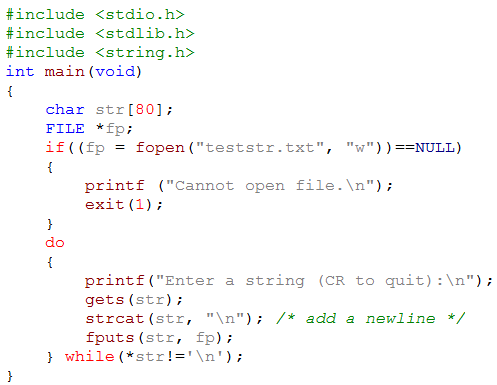 #include <stdio.h>
#include <stdlib.h>
#include <string.h>
int main(void)
{
    char str[80];
    FILE *fp;
    if((fp = fopen("teststr.txt", "w"))==NULL)
    {
        printf ("Cannot open file.\n");
        exit(1);
    }
    do
    {
        printf("Enter a string (CR to quit):\n");
        gets(str);
        strcat(str, "\n"); /* add a newline */
        fputs(str, fp);
    } while(*str!='\n');
}